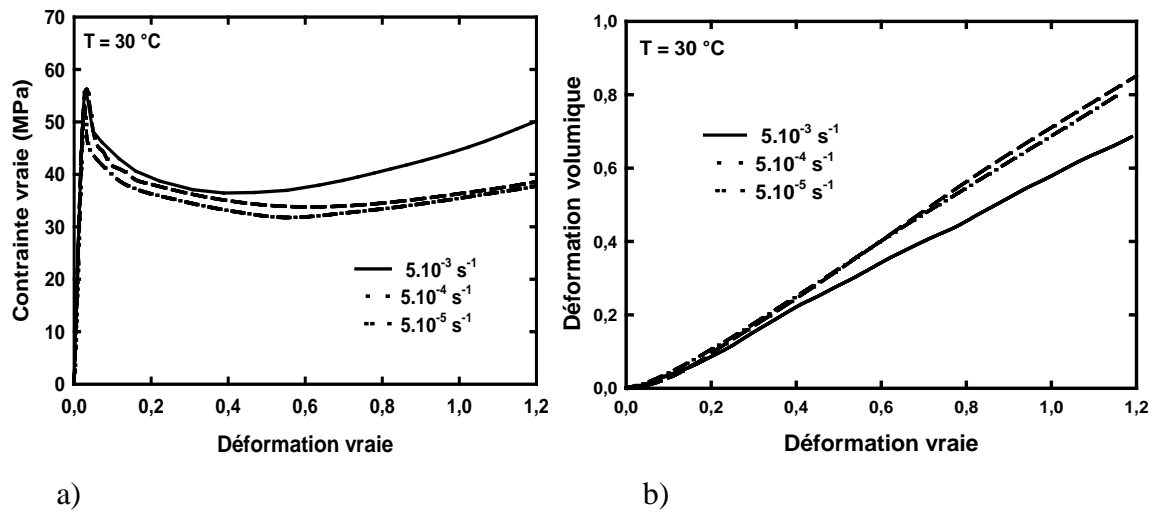 70
60
50
40
30
20
10
0
0,0 0,2 0,4 0,6 0,8 1,0 1,2
Contrainte vraie (MPa)
Déformation vraie
T = 30 °C
5.10-3 s-1
5.10-4 s-1
5.10-5 s-1
a)
1,0
0,8
0,6
0,4
0,2
0,0
0,0 0,2 0,4 0,6 0,8 1,0 1,2
Déformation volumique
Déformation vraie
T = 30 °C
5.10-3 s-1
5.10-4 s-1
5.10-5 s-1
b)